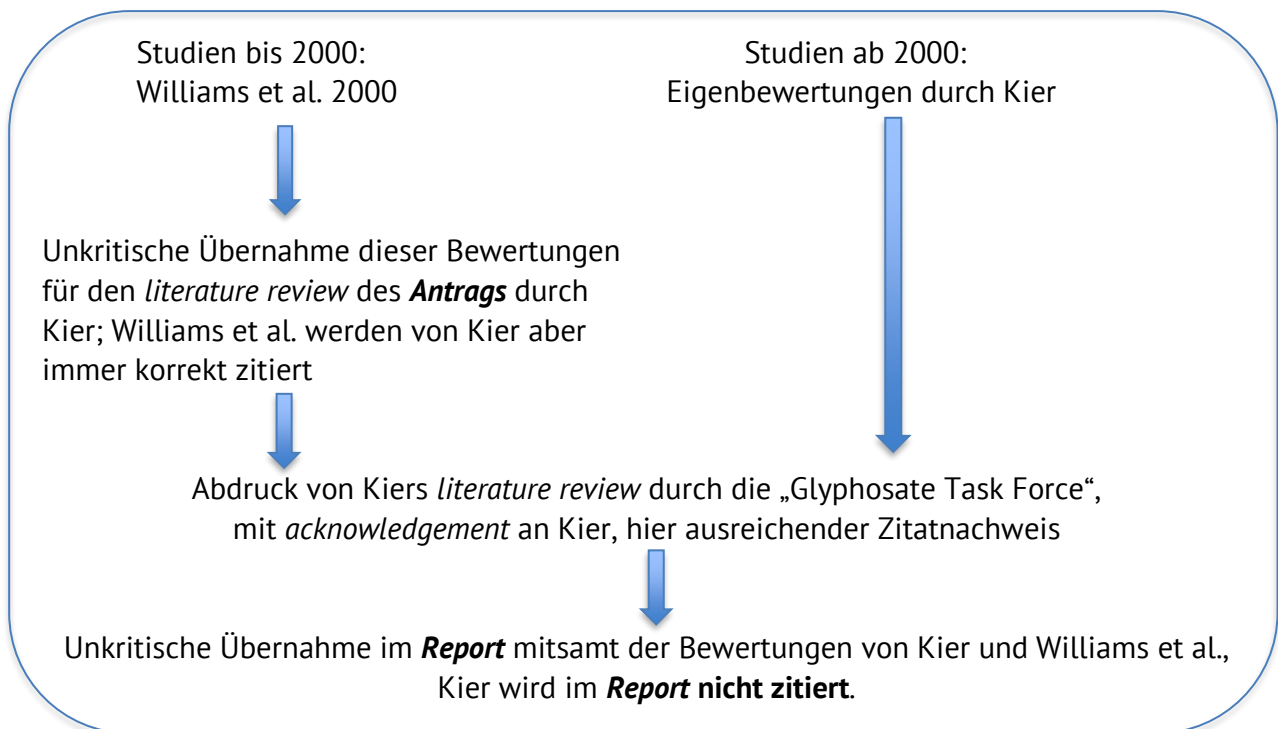 Studien bis 2000:
Williams et al. 2000
Studien ab 2000:
Eigenbewertungen durch Kier
Unkritische Übernahme dieser Bewertungen
für den literature review des Antrags durch
Kier; Williams et al. werden von Kier aber
immer korrekt zitiert
Abdruck von Kiers literature review durch die „Glyphosate Task Force“,
mit acknowledgement an Kier, hier ausreichender Zitatnachweis
Unkritische Übernahme im Report mitsamt der Bewertungen von Kier und Williams et al.,
Kier wird im Report nicht zitiert.